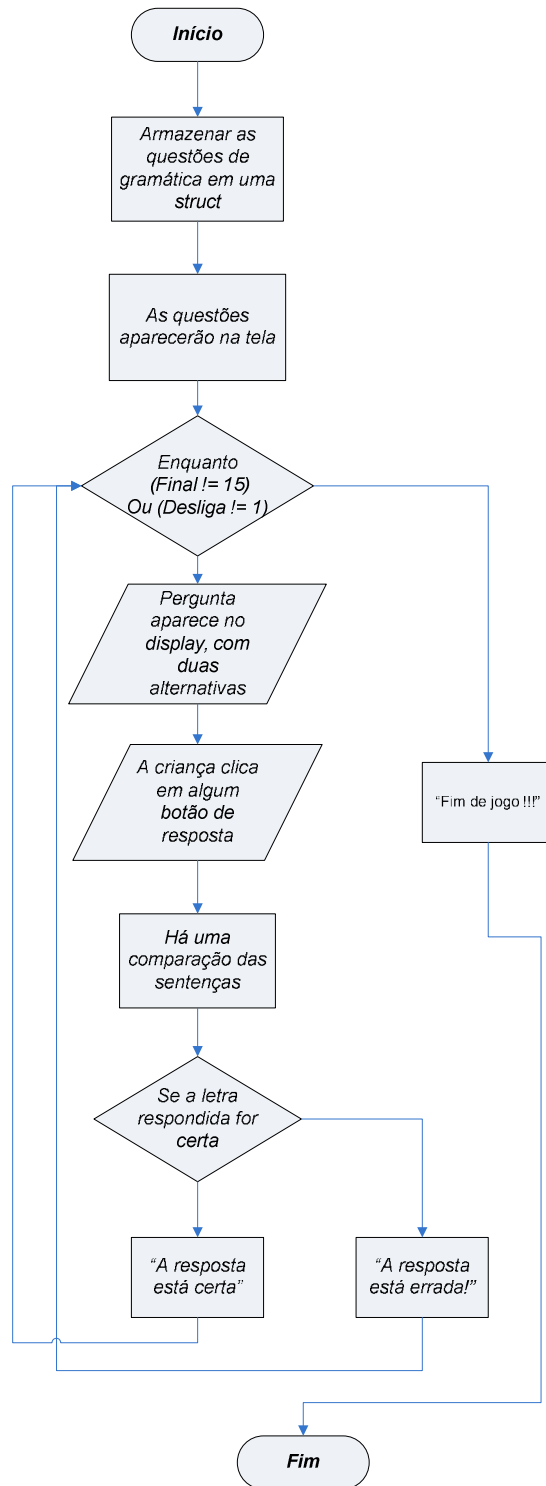 Início
Armazenar as
questões de
gramática em uma
struct
As questões
aparecerão na tela
Enquanto
(Final != 15)
Ou (Desliga != 1)
Pergunta
aparece no
display, com
duas
alternativas
A criança clica
em algum
botão de
resposta
“Fim de jogo !!!”
Há uma
comparação das
sentenças
Se a letra
respondida for
certa
“A resposta
está certa”
“A resposta
está errada!”
Fim